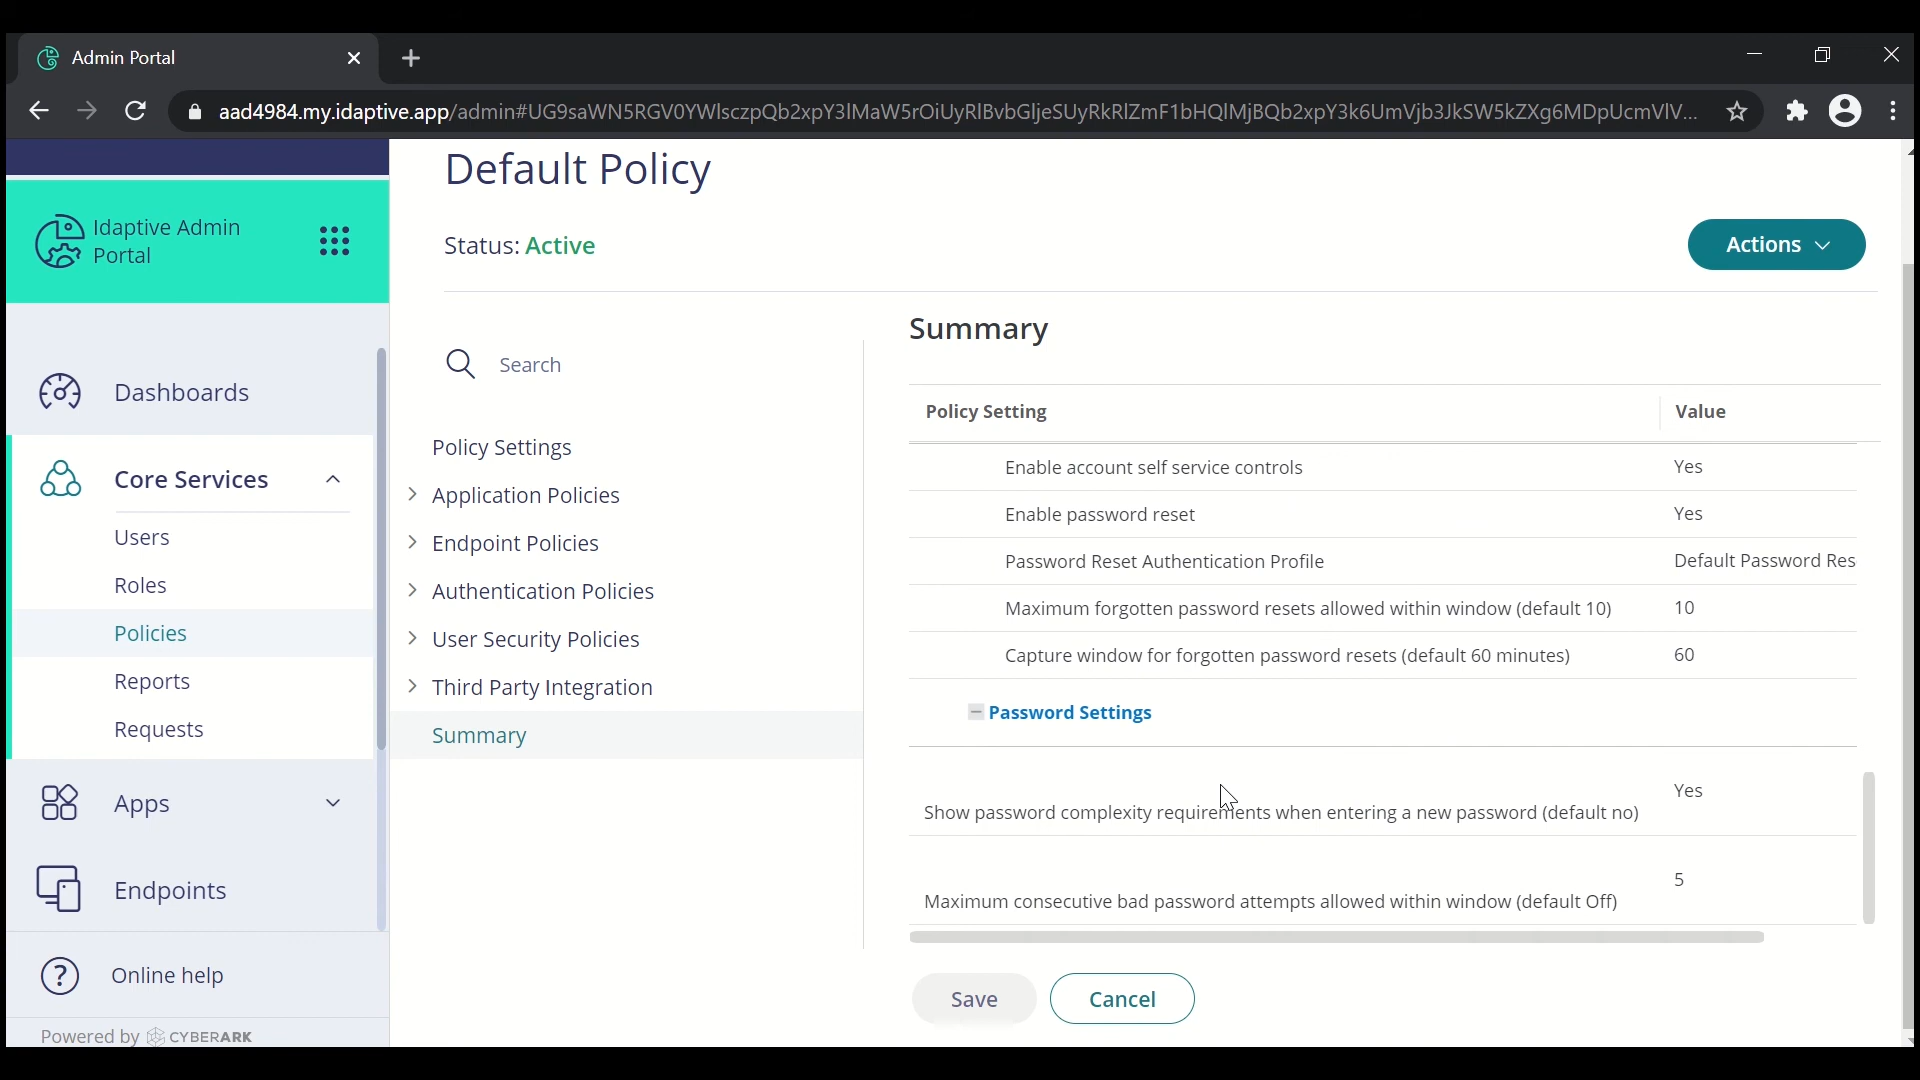 Admin Portal
aad4984.my.idaptive.app/admin#UG9saWN5RGV0YWlsczpQb2xpY3lMaW5rOiUyRlBvbGljeSUyRkRlZmF1bHQlMjBQb2xpY3k6UmVjb3JkSW5kZXg6MDpUcmVlV...
Idaptive Admin
Portal
Dashboards
Core Services
Users
Roles
Policies
Reports
Requests
Apps
Endpoints
Online help
Powered by CYBERARK
Default Policy
Status: Active
Actions
Search
Policy Settings
Application Policies
Endpoint Policies
Authentication Policies
User Security Policies
Third Party Integration
Summary
Summary
Policy Setting Value
Enable account self service controls Yes
Enable password reset Yes
Password Reset Authentication Profile Default Password Res
Maximum forgotten password resets allowed within window (default 10) 10
Capture window for forgotten password resets (default 60 minutes) 60
Password Settings
Show password complexity requirements when entering a new password (default no) Yes
Maximum consecutive bad password attempts allowed within window (default Off) 5
Save
Cancel